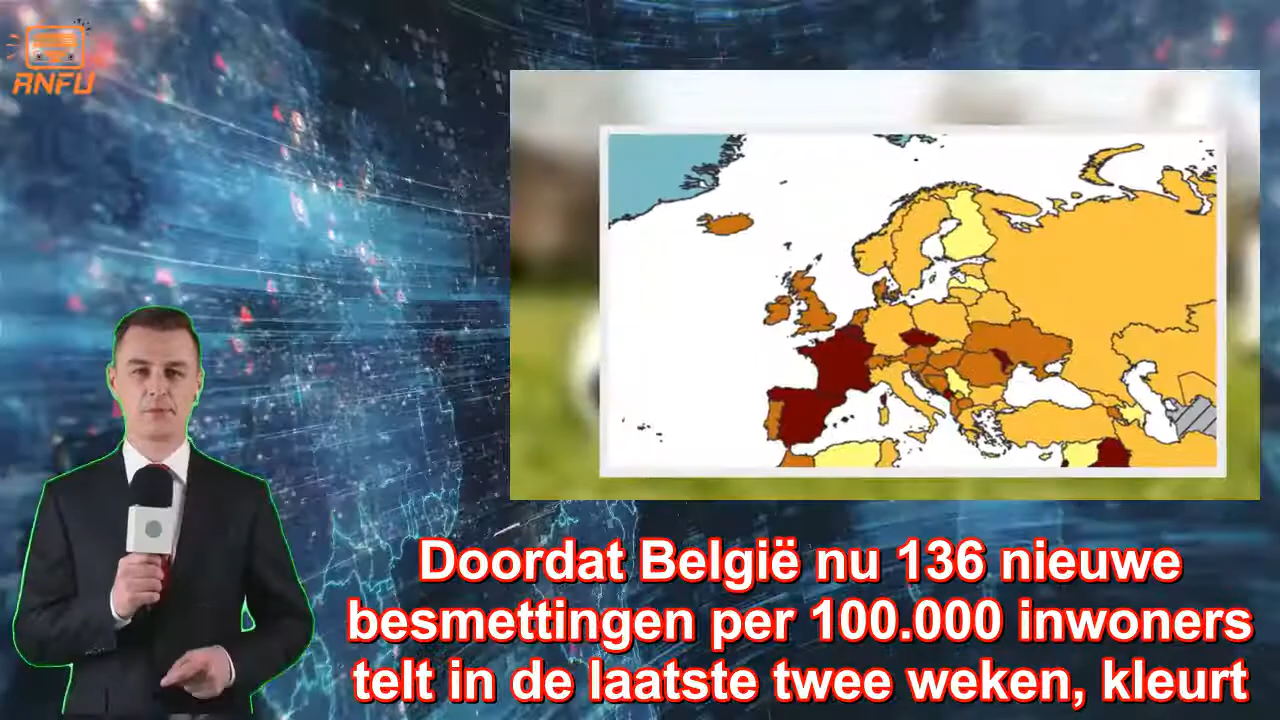 RNFU
Doordat België nu 136 nieuwe
besmettingen per 100.000 inwoners
telt in de laatste twee weken, kleurt